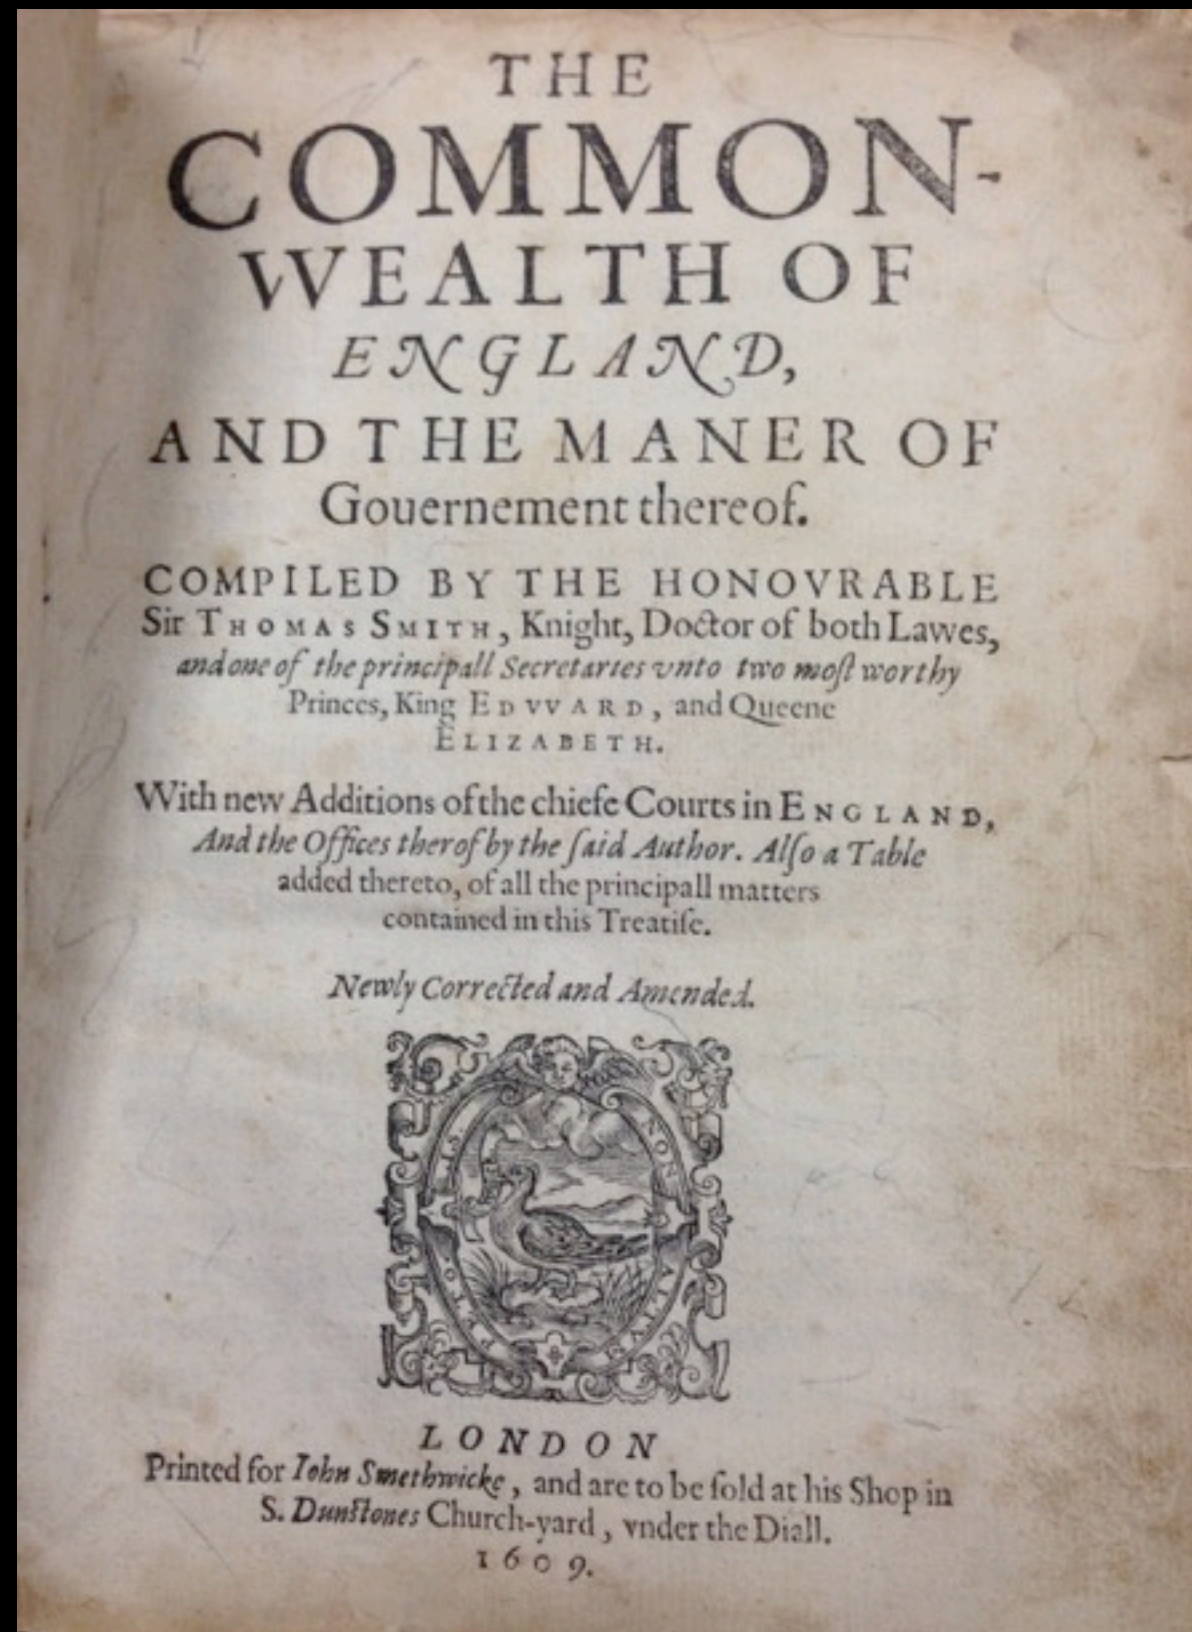 THE
COMMON-
WEALTH OF
ENGLAND,
AND THE MANER OF
Gouernement thereof.
COMPILED BY THE HONOVRABLE
Sir THOMAS SMITH, Knight, Doctor of both Lawes,
and one of the principall Secretaries vnto two moſt worthy
Princes, King EDVVARD, and Queene
ELIZABETH.
With new Additions of the chiefe Courts in ENGLAND,
And the Offices therof by the ſaid Author. Alſo a Table
added thereto, of all the principall matters
contained in this Treatiſe.
Newly Corrected and Amended.
NON
ALTVM
PETO
IS
LONDON
Printed for Iohn Smethwicke, and are to be ſold at his Shop in
S. Dunſtones Church-yard, vnder the Diall.
1609.